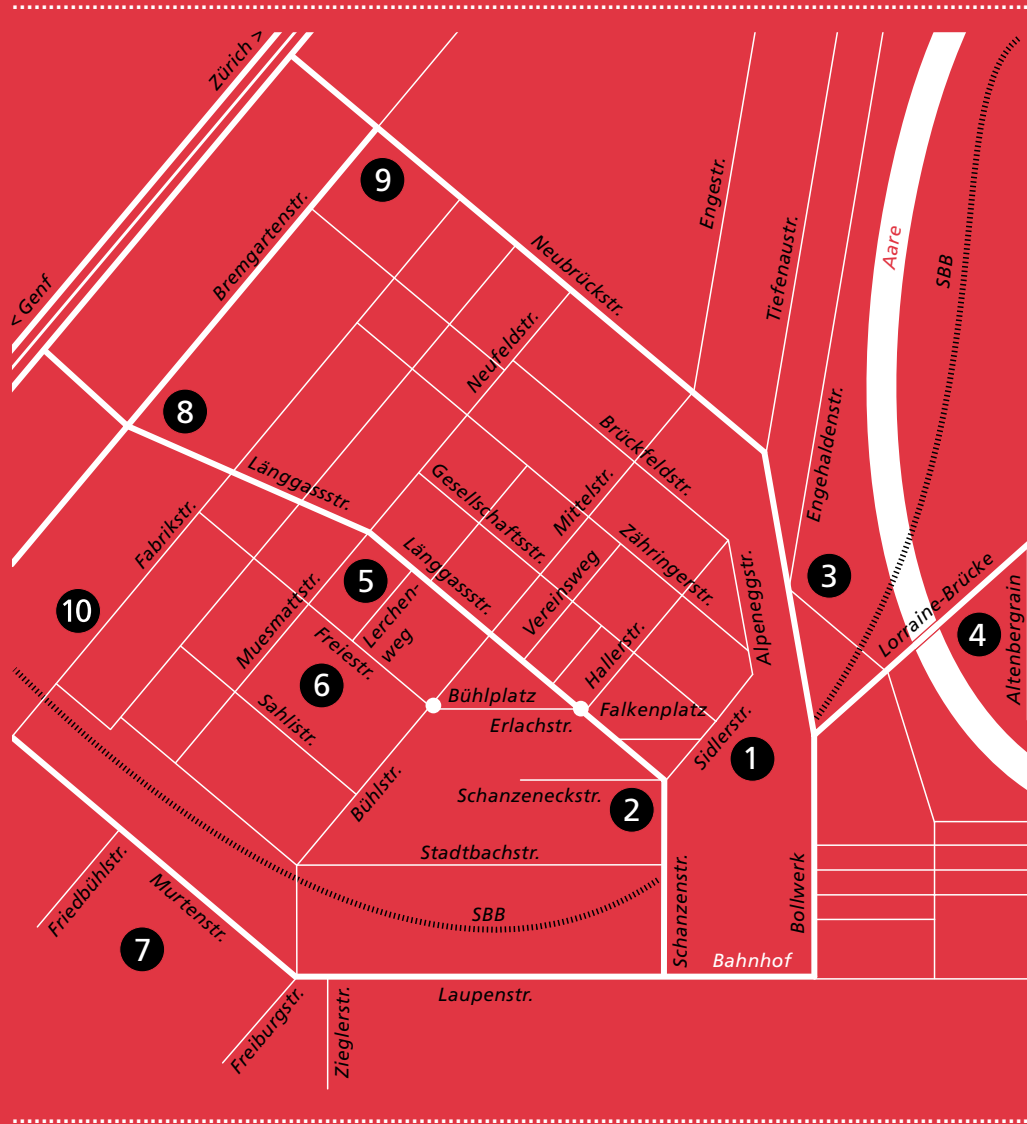 Zürich >
< Genf
9
Bremgartenstr.
Neubrückstr.
Engestr.
Tiefenaustr.
Aare
SBB
Neufeldstr.
8
Länggassstr.
Fabrikstr.
Gesellschaftsstr.
Brückfeldstr.
Mittelstr.
Engehaldenstr.
Zähringerstr.
Länggassstr.
Vereinsweg
Alpeneggstr.
3
Lorraine-Brücke
4
Altenbergrain
10
5
Lerchen-
weg
Muesmattstr.
Freiestr.
6
Hallerstr.
Sahlistr.
Bühlplatz
Erlachstr.
Falkenplatz
Sidlerstr.
1
Bühlstr.
Schanzeneckstr.
2
Stadtbachstr.
SBB
Schanzenstr.
Bollwerk
Bahnhof
Friedbühlstr.
Murtenstr.
7
Laupenstr.
Freiburgstr.
Zieglerstr.